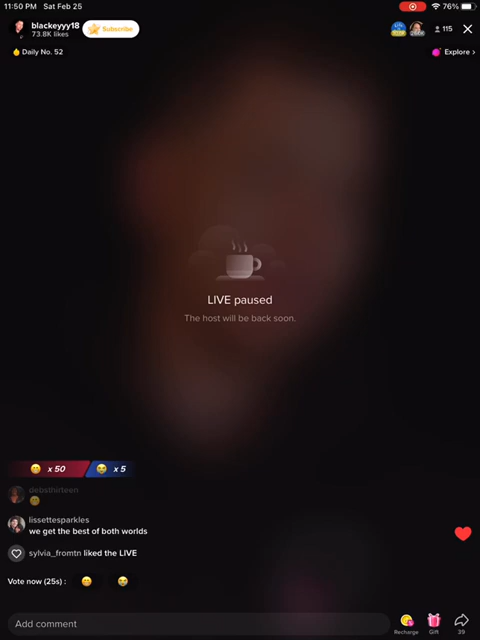 11:50 PM Sat Feb 25
76%
blackeyyy18
73.8K likes
Subscribe
115
Daily No. 52
Explore >
LIVE paused
The host will be back soon.
x 50
x 5
debsthirteen
lissettesparkles
we get the best of both worlds
sylvia_fromtn liked the LIVE
Vote now (25s) :
Add comment
Recharge
Gift
39